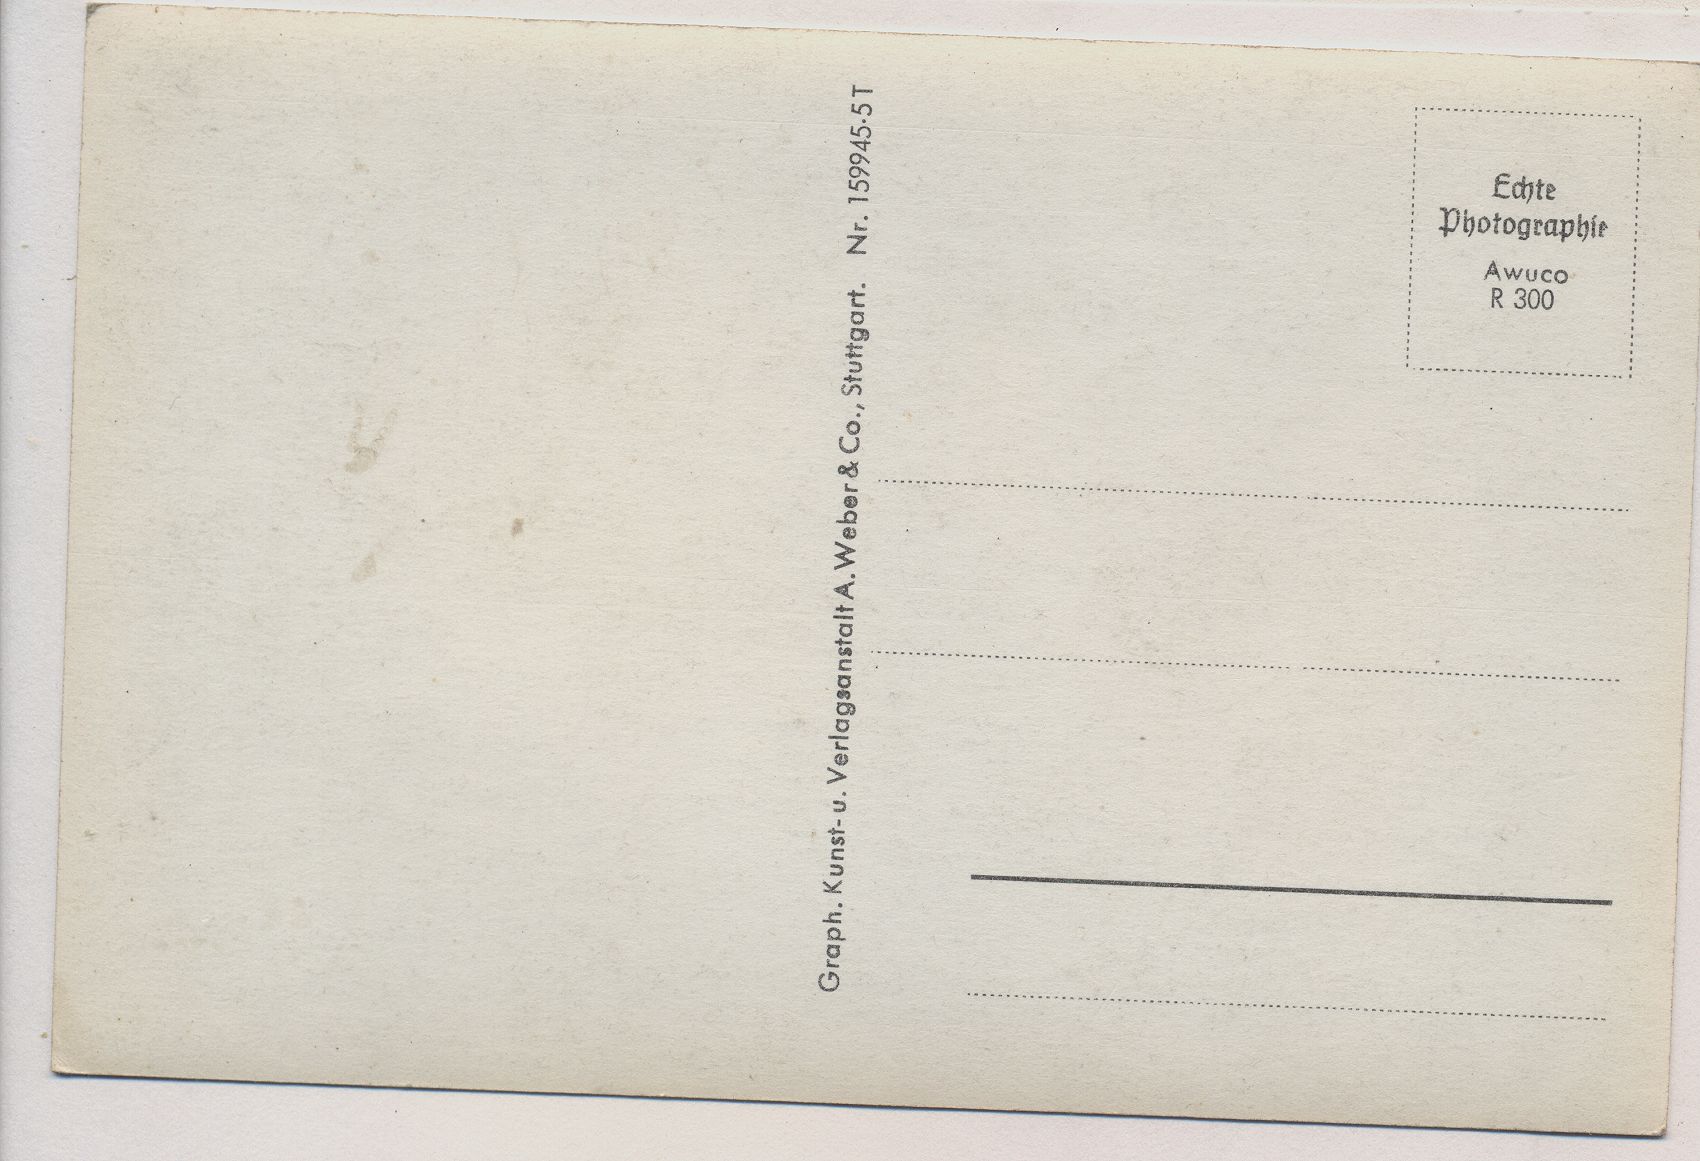 Graph. Kunst- u. Verlagsanstalt A. Weber & Co., Stuttgart. Nr. 159945·5T
Echte
Photographie
Awuco
R 300